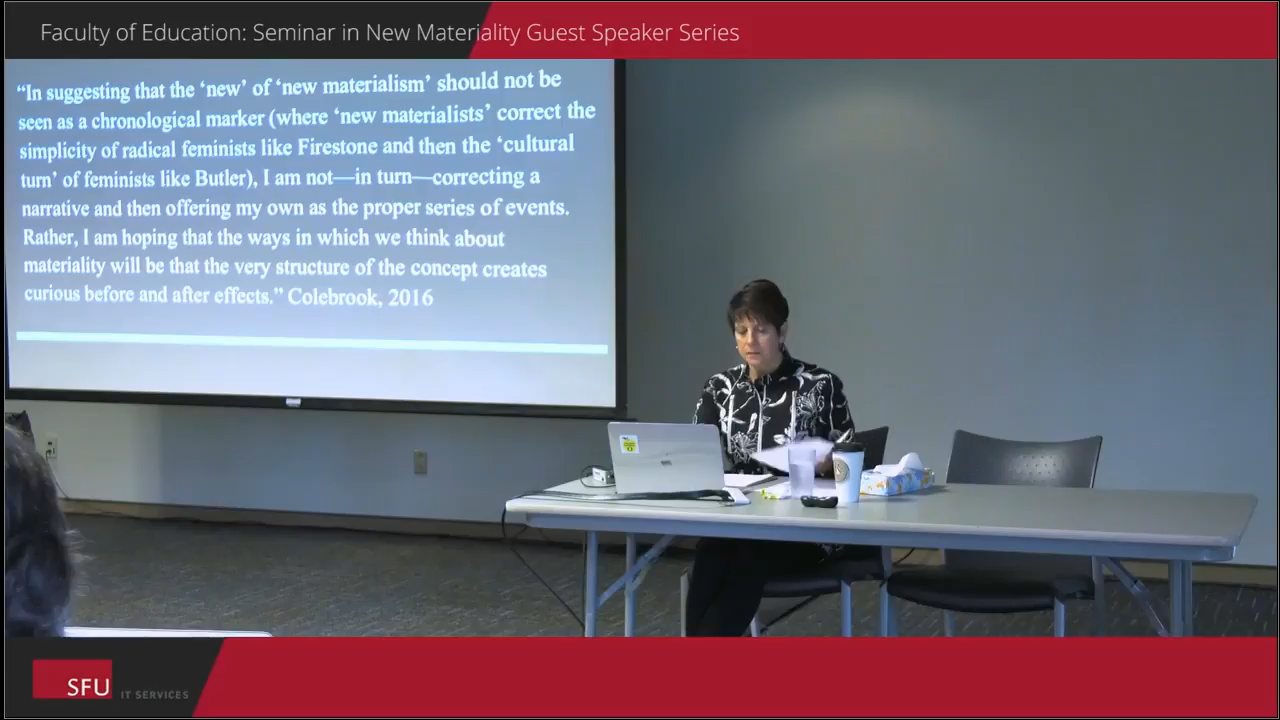 Faculty of Education: Seminar in New Materiality Guest Speaker Series
“In suggesting that the ‘new’ of ‘new materialism’ should not be
seen as a chronological marker (where ‘new materialists’ correct the
simplicity of radical feminists like Firestone and then the ‘cultural
turn’ of feminists like Butler), I am not—in turn—correcting a
narrative and then offering my own as the proper series of events.
Rather, I am hoping that the ways in which we think about
materiality will be that the very structure of the concept creates
curious before and after effects.” Colebrook, 2016
SFU IT SERVICES